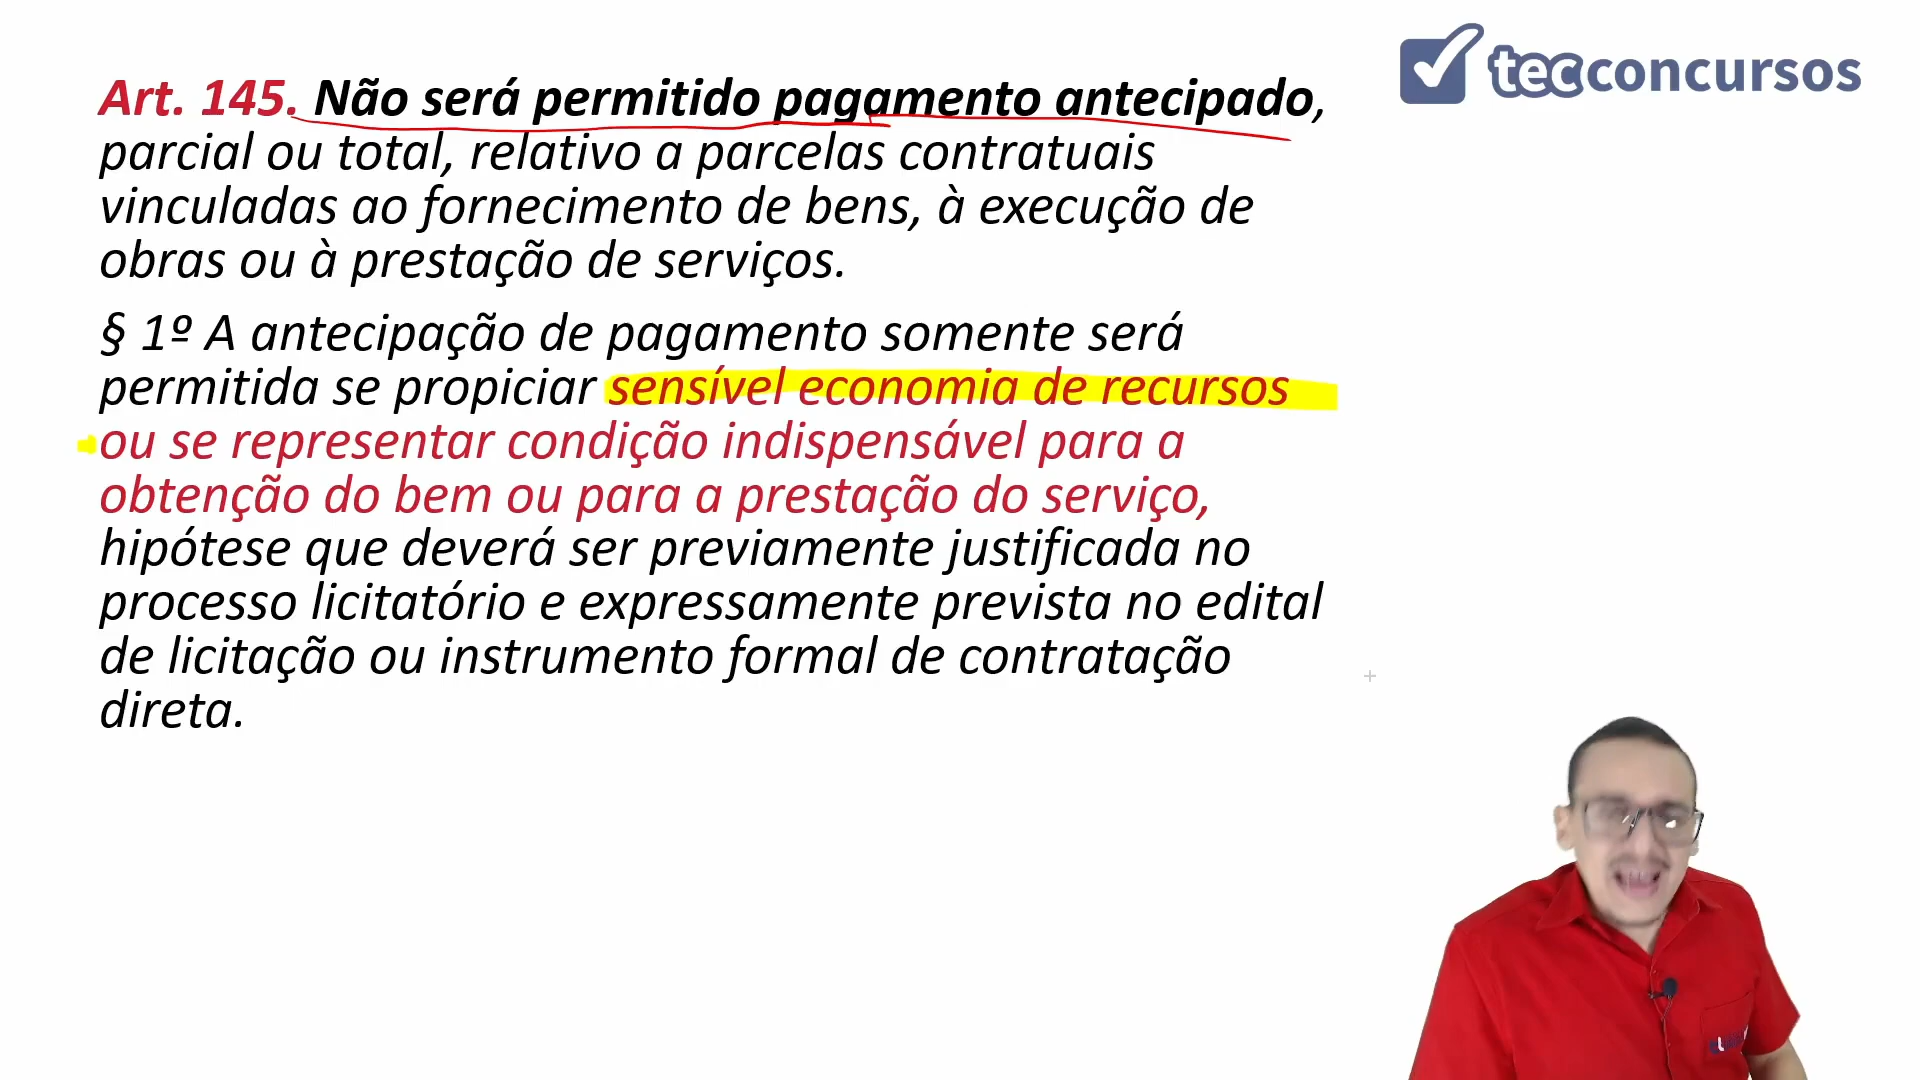 tecconcursos
Art. 145. Não será permitido pagamento antecipado,
parcial ou total, relativo a parcelas contratuais
vinculadas ao fornecimento de bens, à execução de
obras ou à prestação de serviços.
§ 1º A antecipação de pagamento somente será
permitida se propiciar sensível economia de recursos
ou se representar condição indispensável para a
obtenção do bem ou para a prestação do serviço,
hipótese que deverá ser previamente justificada no
processo licitatório e expressamente prevista no edital
de licitação ou instrumento formal de contratação
direta.